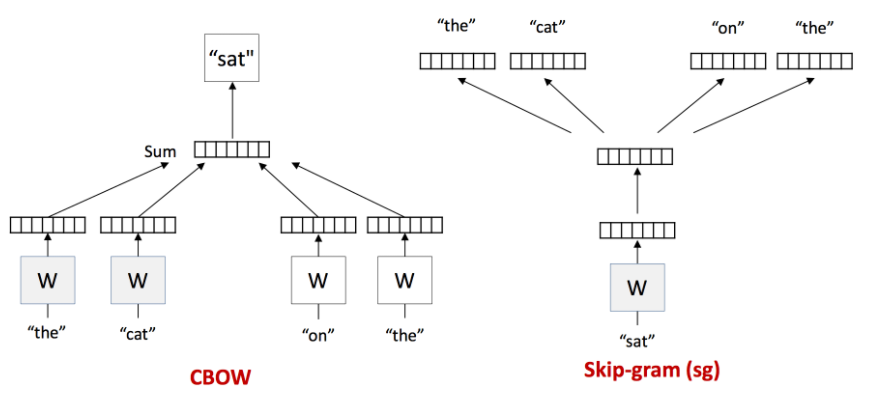 “sat"
Sum
W
W
W
W
“the”
“cat”
“on”
“the”
CBOW
“the”
“cat”
“on”
“the”
W
“sat”
Skip-gram (sg)